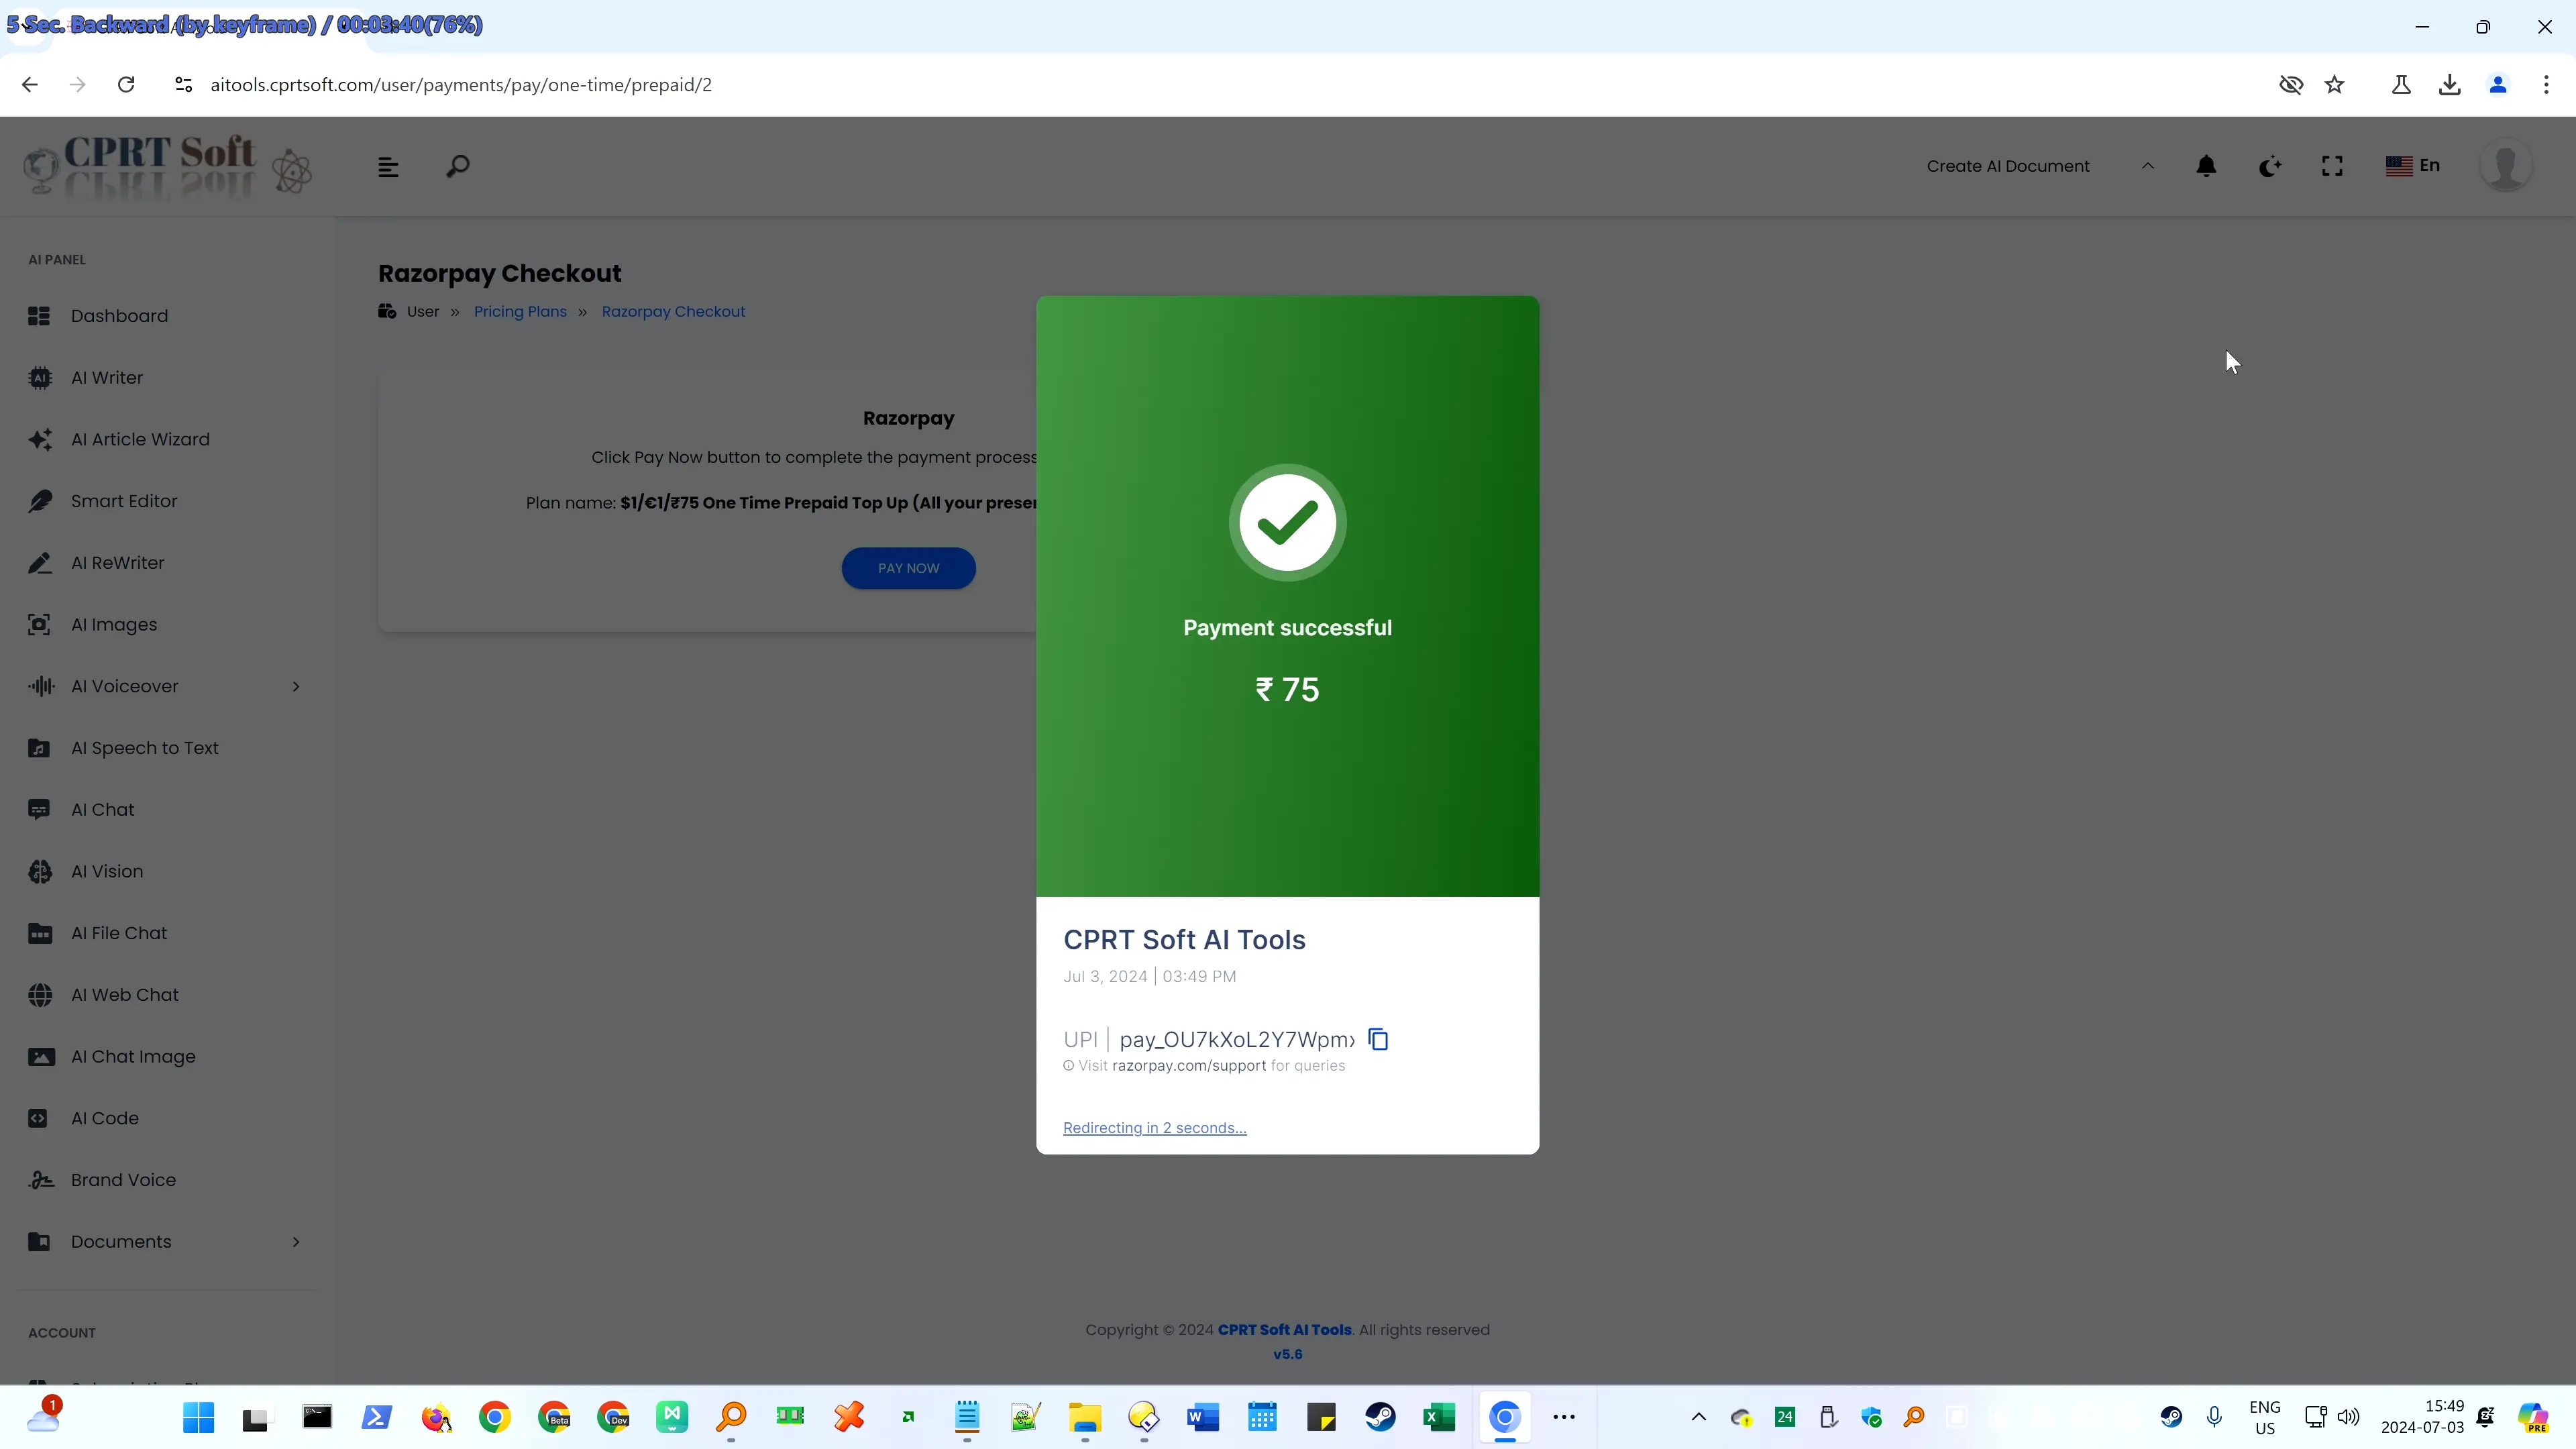 5 Sec. Backward (by keyframe) / 00:03:40(76%)
aitools.cprtsoft.com/user/payments/pay/one-time/prepaid/2
CPRT Soft
Create AI Document
En
AI PANEL
Dashboard
AI Writer
AI Article Wizard
Smart Editor
AI ReWriter
AI Images
AI Voiceover
AI Speech to Text
AI Chat
AI Vision
AI File Chat
AI Web Chat
AI Chat Image
AI Code
Brand Voice
Documents
ACCOUNT
Razorpay Checkout
User » Pricing Plans » Razorpay Checkout
Razorpay
Click Pay Now button to complete the payment process
Plan name: $1/€1/₹75 One Time Prepaid Top Up (All your
PAY NOW
Payment successful
₹ 75
CPRT Soft AI Tools
Jul 3, 2024 | 03:49 PM
UPI | pay_OU7kXoL2Y7Wpm
Visit razorpay.com/support for queries
Redirecting in 2 seconds...
Copyright © 2024 CPRT Soft AI Tools. All rights reserved
v5.6
1
Beta
Dev
24
ENG
US
15:49
2024-07-03
PRE